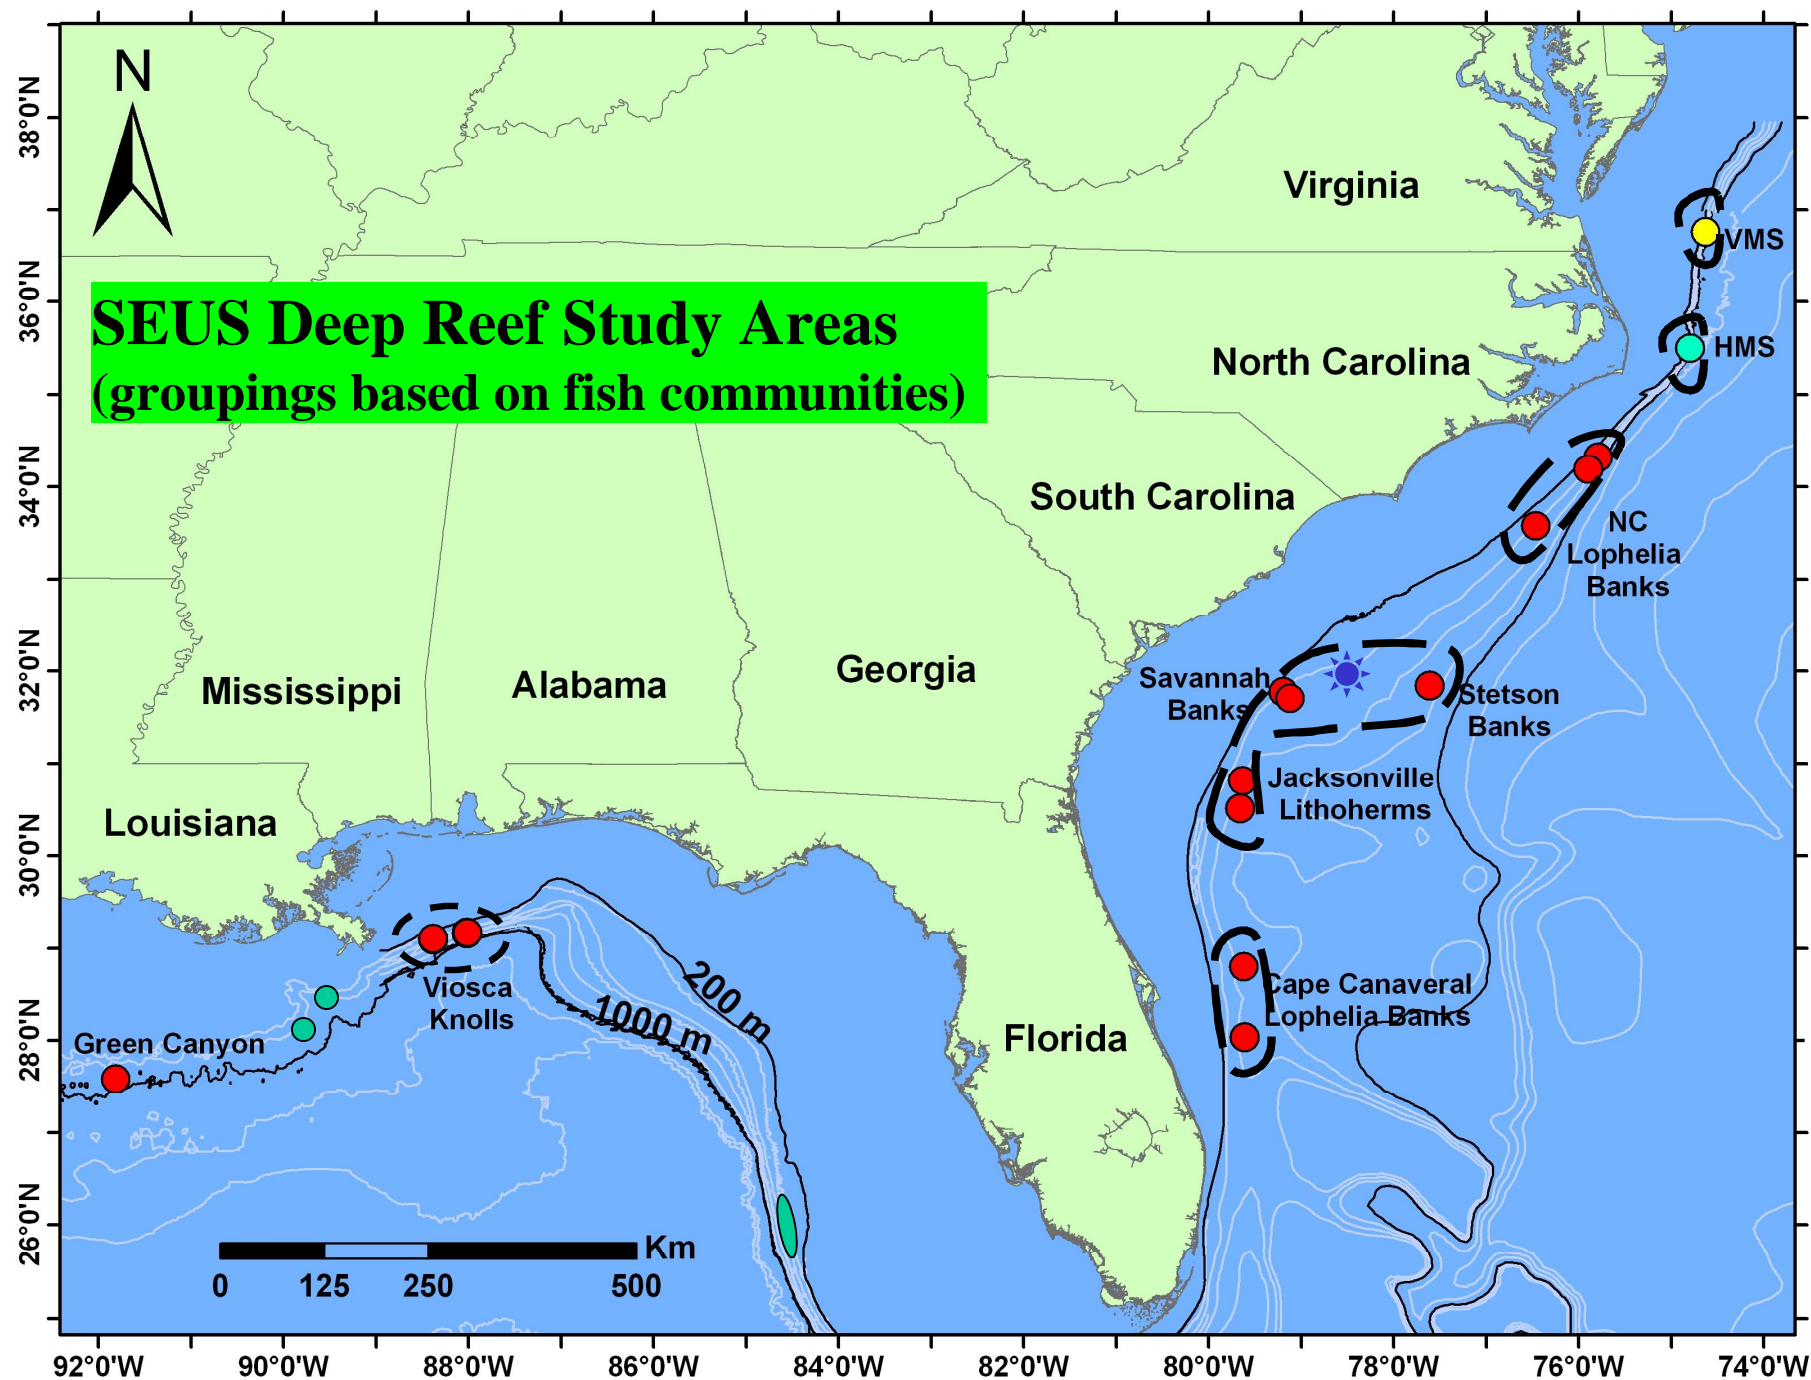 N
SEUS Deep Reef Study Areas
(groupings based on fish communities)
Virginia
VMS
HMS
North Carolina
South Carolina
NC
Lophelia
Banks
Georgia
Alabama
Mississippi
Louisiana
Savannah
Banks
Stetson
Banks
Jacksonville
Lithoherms
Cape Canaveral
Lophelia Banks
Florida
Viosca
Knolls
Green Canyon
200 m
1000 m
Km
0 125 250 500
38°0'N
36°0'N
34°0'N
32°0'N
30°0'N
28°0'N
26°0'N
92°0'W 90°0'W 88°0'W 86°0'W 84°0'W 82°0'W 80°0'W 78°0'W 76°0'W 74°0'W